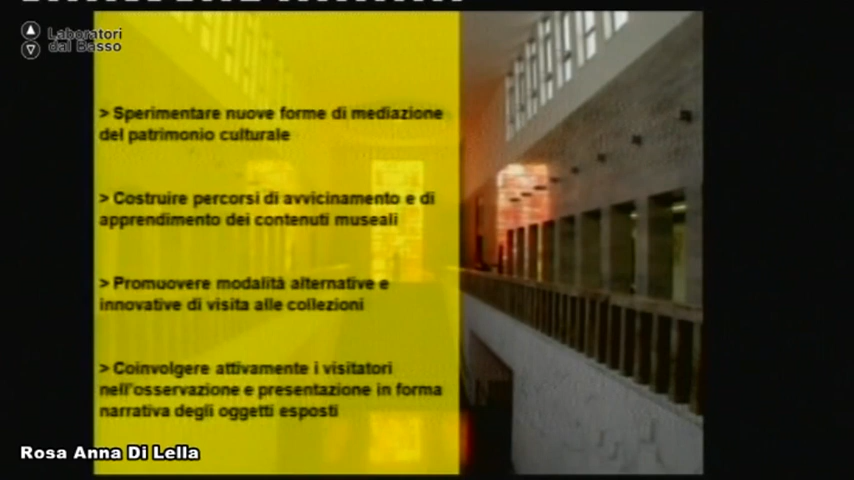 Laboratori
dal Basso
> Sperimentare nuove forme di mediazione
del patrimonio culturale
> Costruire percorsi di avvicinamento e di
apprendimento dei contenuti museali
> Promuovere modalità alternative e
innovative di visita alle collezioni
> Coinvolgere attivamente i visitatori
nell'osservazione e presentazione in forma
narrativa degli oggetti esposti
Rosa Anna Di Lella